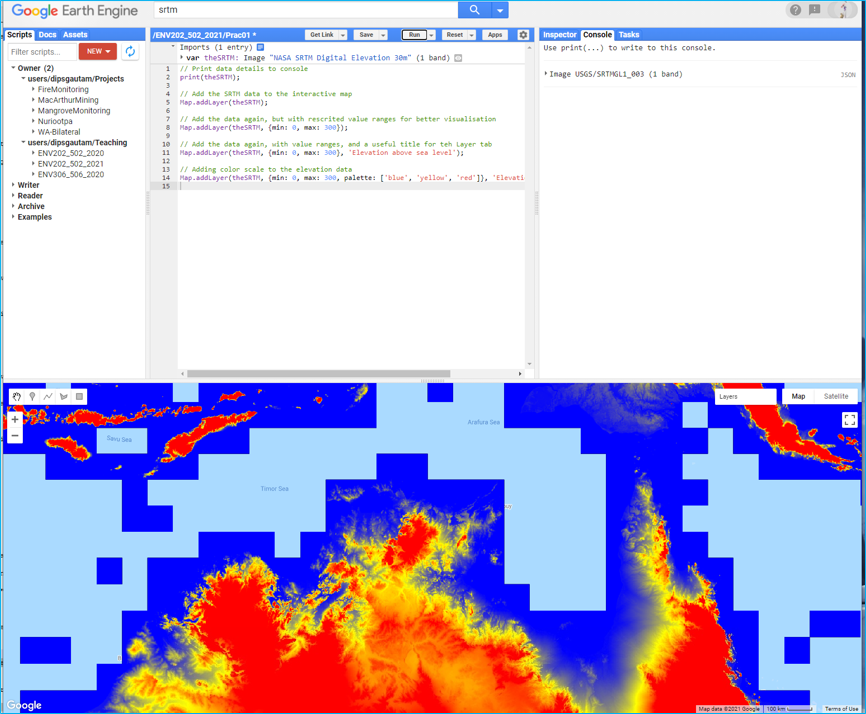 Google Earth Engine
srtm
Scripts Docs Assets
Filter scripts...
NEW
Owner (2)
users/dipsgautam/Projects
FireMonitoring
MacArthurMining
MangroveMonitoring
Nuriootpa
WA-Bilateral
users/dipsgautam/Teaching
ENV202_502_2020
ENV202_502_2021
ENV306_506_2020
Writer
Reader
Archive
Examples
/ENV202_502_2021/Prac01 *
Get Link Save Run Reset Apps
Imports (1 entry)
var theSRTM: Image "NASA SRTM Digital Elevation 30m" (1 band)
1 // Print data details to console
2 print(theSRTM);
3
4 // Add the SRTM data to the interactive map
5 Map.addLayer(theSRTM);
6
7 // Add the data again, but with rescrited value ranges for better visualisation
8 Map.addLayer(theSRTM, {min: 0, max: 300});
9
10 // Add the data again, with value ranges, and a useful title for teh Layer tab
11 Map.addLayer(theSRTM, {min: 0, max: 300}, 'Elevation above sea level');
12
13 // Adding color scale to the elevation data
14 Map.addLayer(theSRTM, {min: 0, max: 300, palette: ['blue', 'yellow', 'red']}, 'Elevatio
15
Inspector Console Tasks
Use print(...) to write to this console.
Image USGS/SRTMGL1_003 (1 band)
JSON
Layers
Map Satellite
+
−
Savu Sea
Arafura Sea
Timor Sea
Google
Map data ©2021 Google
100 km
Terms of Use